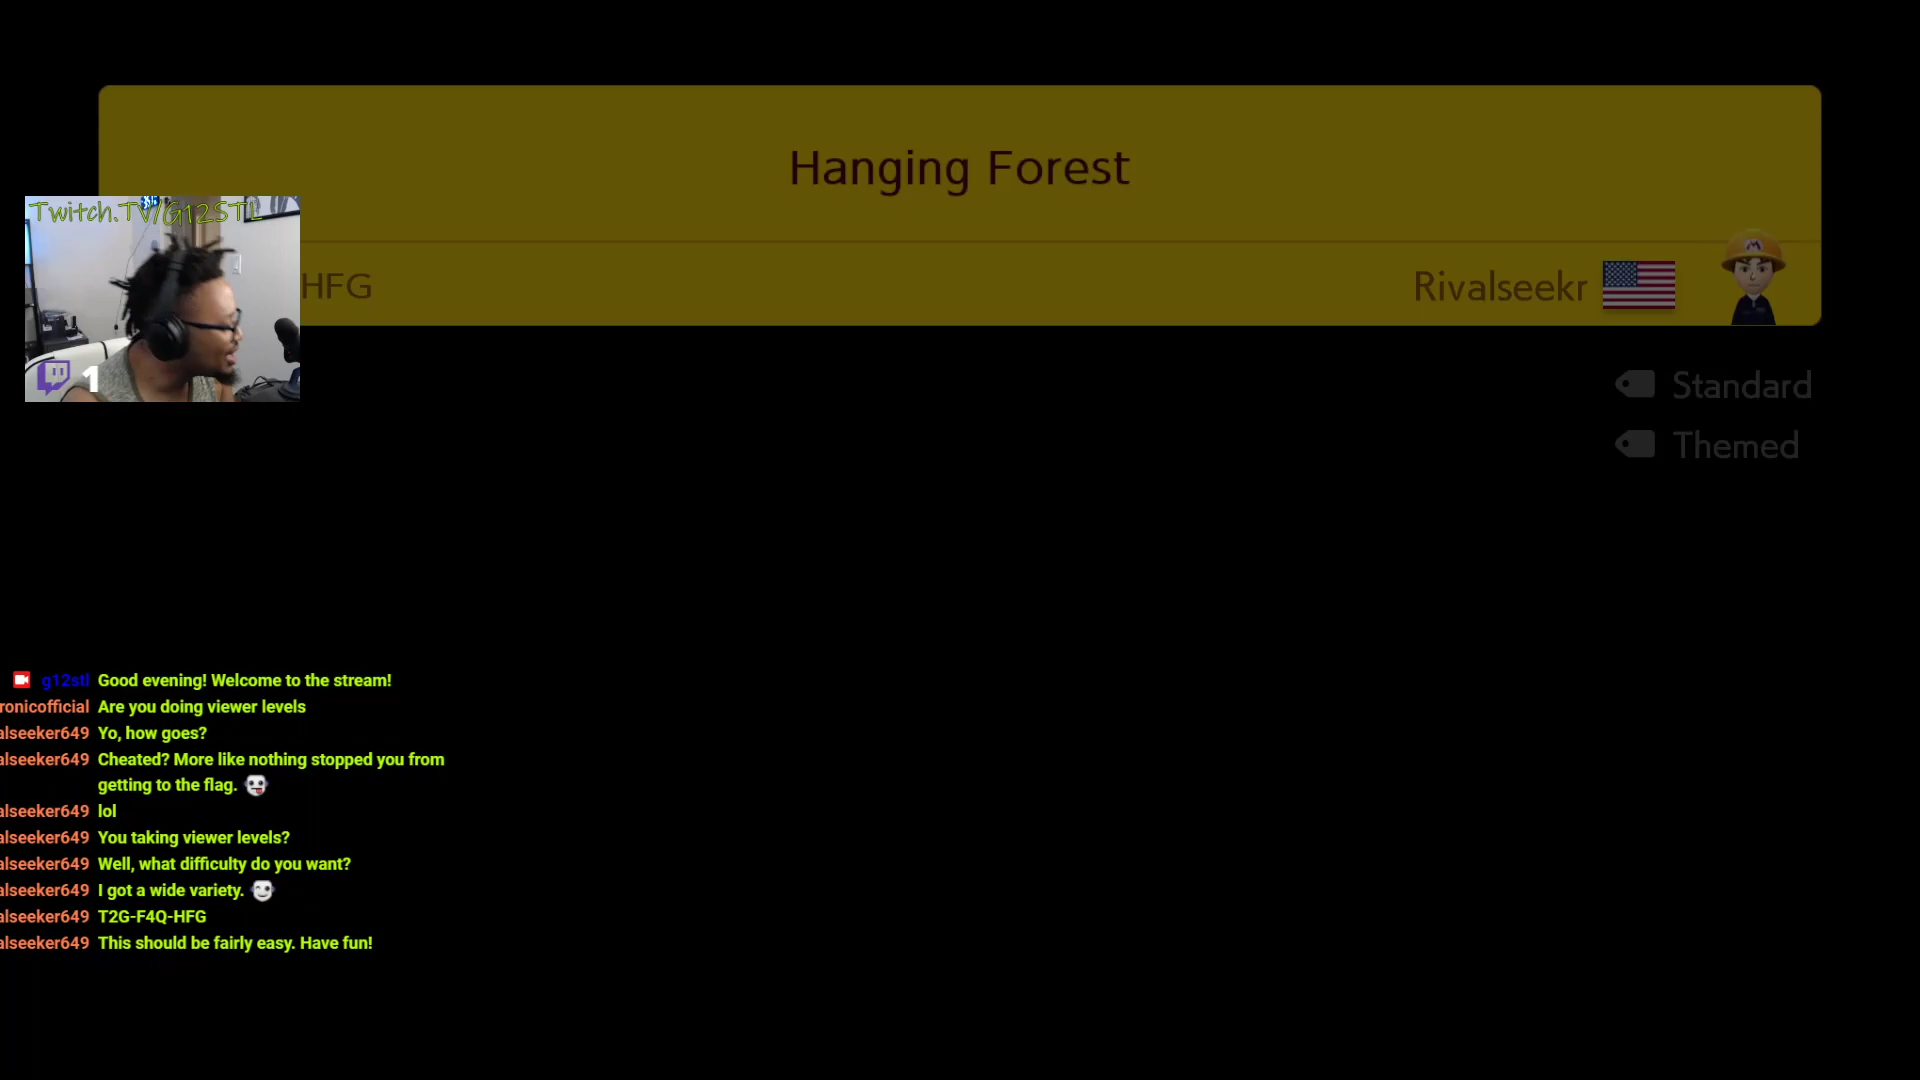 Hanging Forest
Twitch.TV/G12STL
HFG
Rivalseekr
1
Standard
Themed
g12stl Good evening! Welcome to the stream!
ronicofficial Are you doing viewer levels
alseeker649 Yo, how goes?
alseeker649 Cheated? More like nothing stopped you from
getting to the flag.
alseeker649 lol
alseeker649 You taking viewer levels?
alseeker649 Well, what difficulty do you want?
alseeker649 I got a wide variety.
alseeker649 T2G-F4Q-HFG
alseeker649 This should be fairly easy. Have fun!